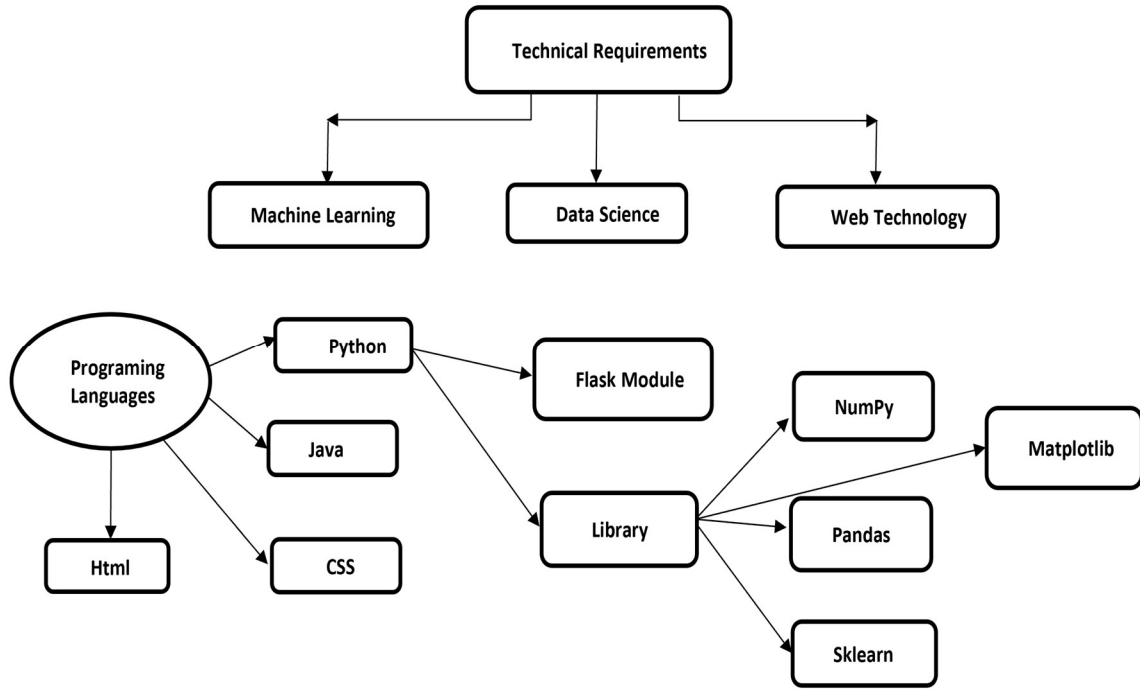 Technical Requirements
Machine Learning
Data Science
Web Technology
Programing
Languages
Python
Flask Module
NumPy
Matplotlib
Java
Library
Pandas
Html
CSS
Sklearn